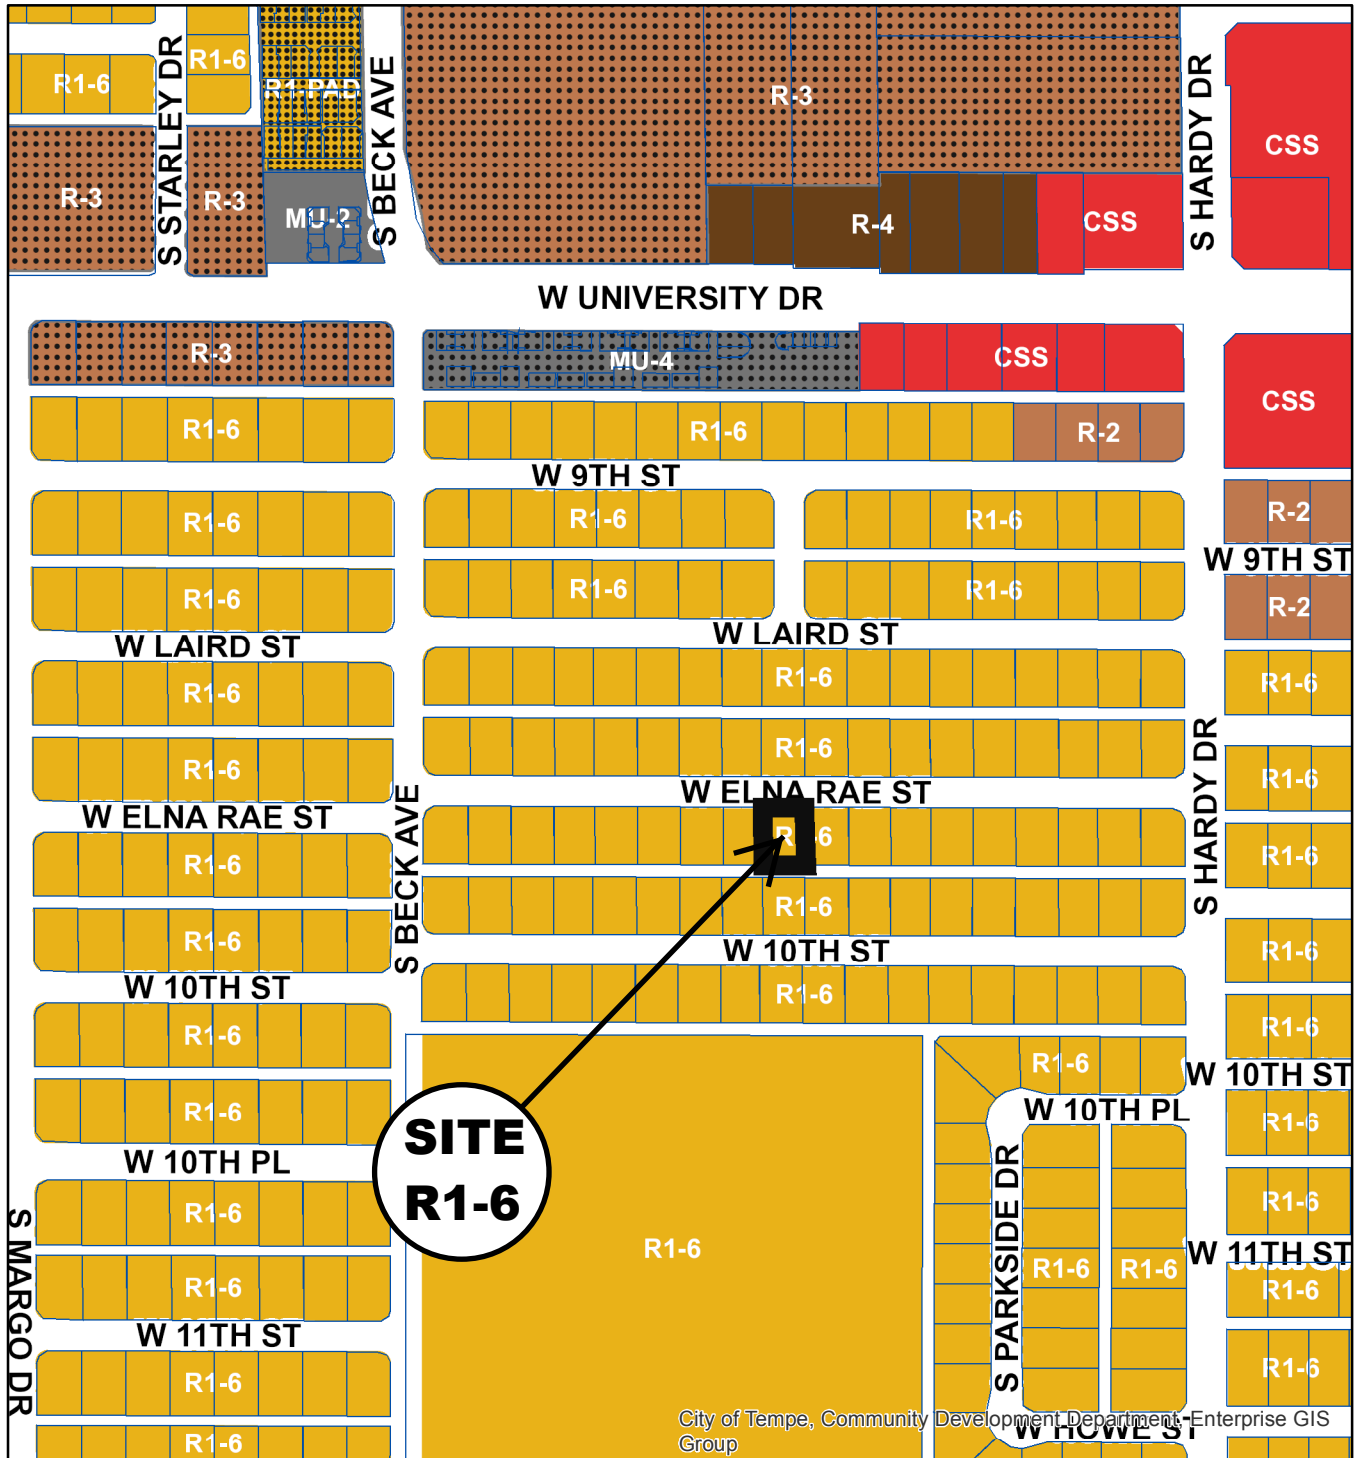 R1-6
S STARLEY DR
R1-6
R1-PAD
S BECK AVE
R-3
S HARDY DR
CSS
R-3
R-3
MU-2
R-4
CSS
W UNIVERSITY DR
R-3
MU-4
CSS
CSS
R1-6
R1-6
R-2
W 9TH ST
R1-6
R1-6
R1-6
R-2
W 9TH ST
R1-6
R1-6
R1-6
R-2
W LAIRD ST
W LAIRD ST
R1-6
R1-6
R1-6
R1-6
R1-6
S HARDY DR
R1-6
W ELNA RAE ST
W ELNA RAE ST
S BECK AVE
R1-6
R1-6
R1-6
R1-6
R1-6
W 10TH ST
R1-6
W 10TH ST
R1-6
R1-6
R1-6
R1-6
W 10TH ST
R1-6
W 10TH PL
R1-6
SITE
R1-6
W 10TH PL
S MARGO DR
R1-6
R1-6
S PARKSIDE DR
R1-6
R1-6
R1-6
W 11TH ST
R1-6
R1-6
W 11TH ST
R1-6
R1-6
City of Tempe, Community Development Department, Enterprise GIS
Group
W HOWE ST
R1-6